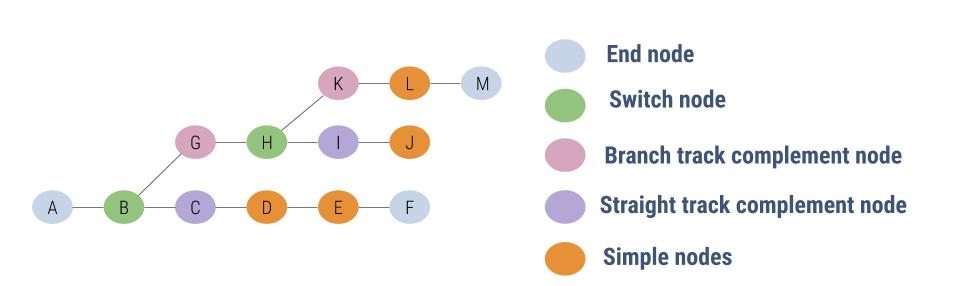 K L M
G H I J
A B C D E F
End node
Switch node
Branch track complement node
Straight track complement node
Simple nodes